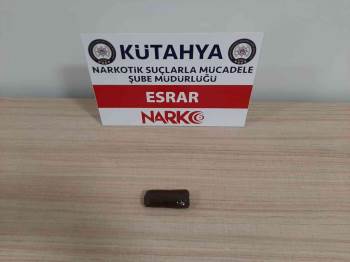 KÜTAHYA
NARKOTİK SUÇLARLA MÜCADELE
ŞUBE MÜDÜRLÜĞÜ
ESRAR
NARKO